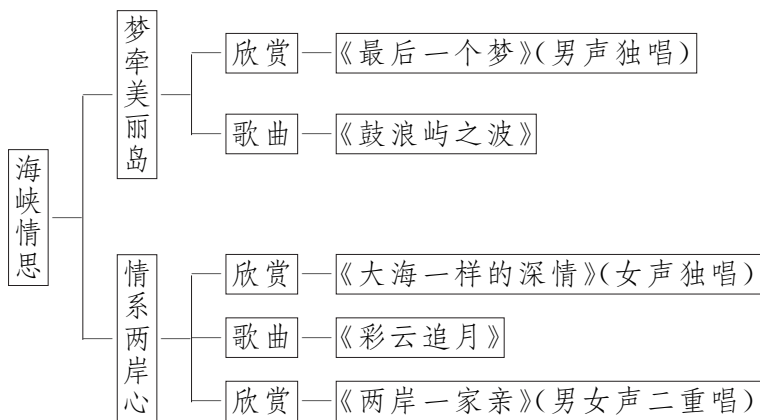 海峡情思
梦牵美丽岛
欣赏
《最后一个梦》(男声独唱)
歌曲
《鼓浪屿之波》
情系两岸心
欣赏
《大海一样的深情》(女声独唱)
歌曲
《彩云追月》
欣赏
《两岸一家亲》(男女声二重唱)